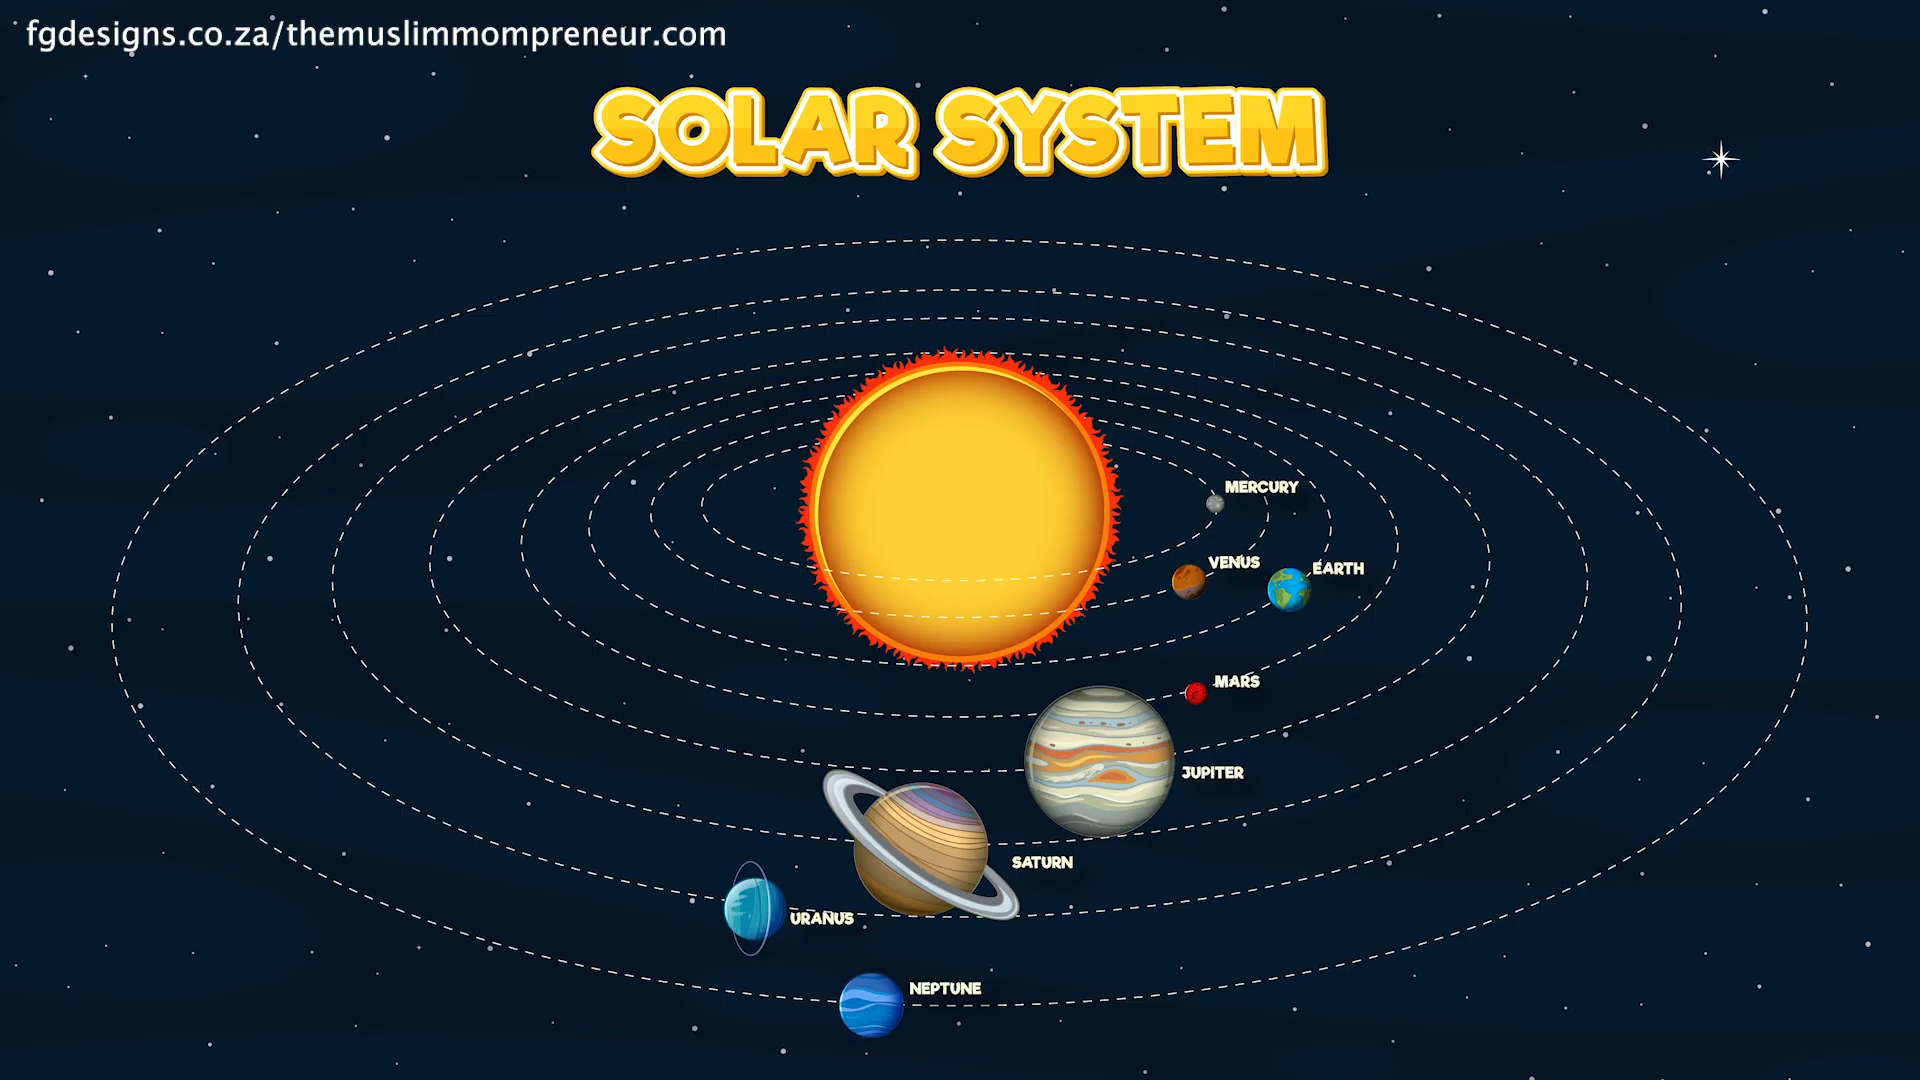 fgdesigns.co.za/themuslimmompreneur.com
SOLAR SYSTEM
MERCURY
VENUS
EARTH
MARS
JUPITER
SATURN
URANUS
NEPTUNE